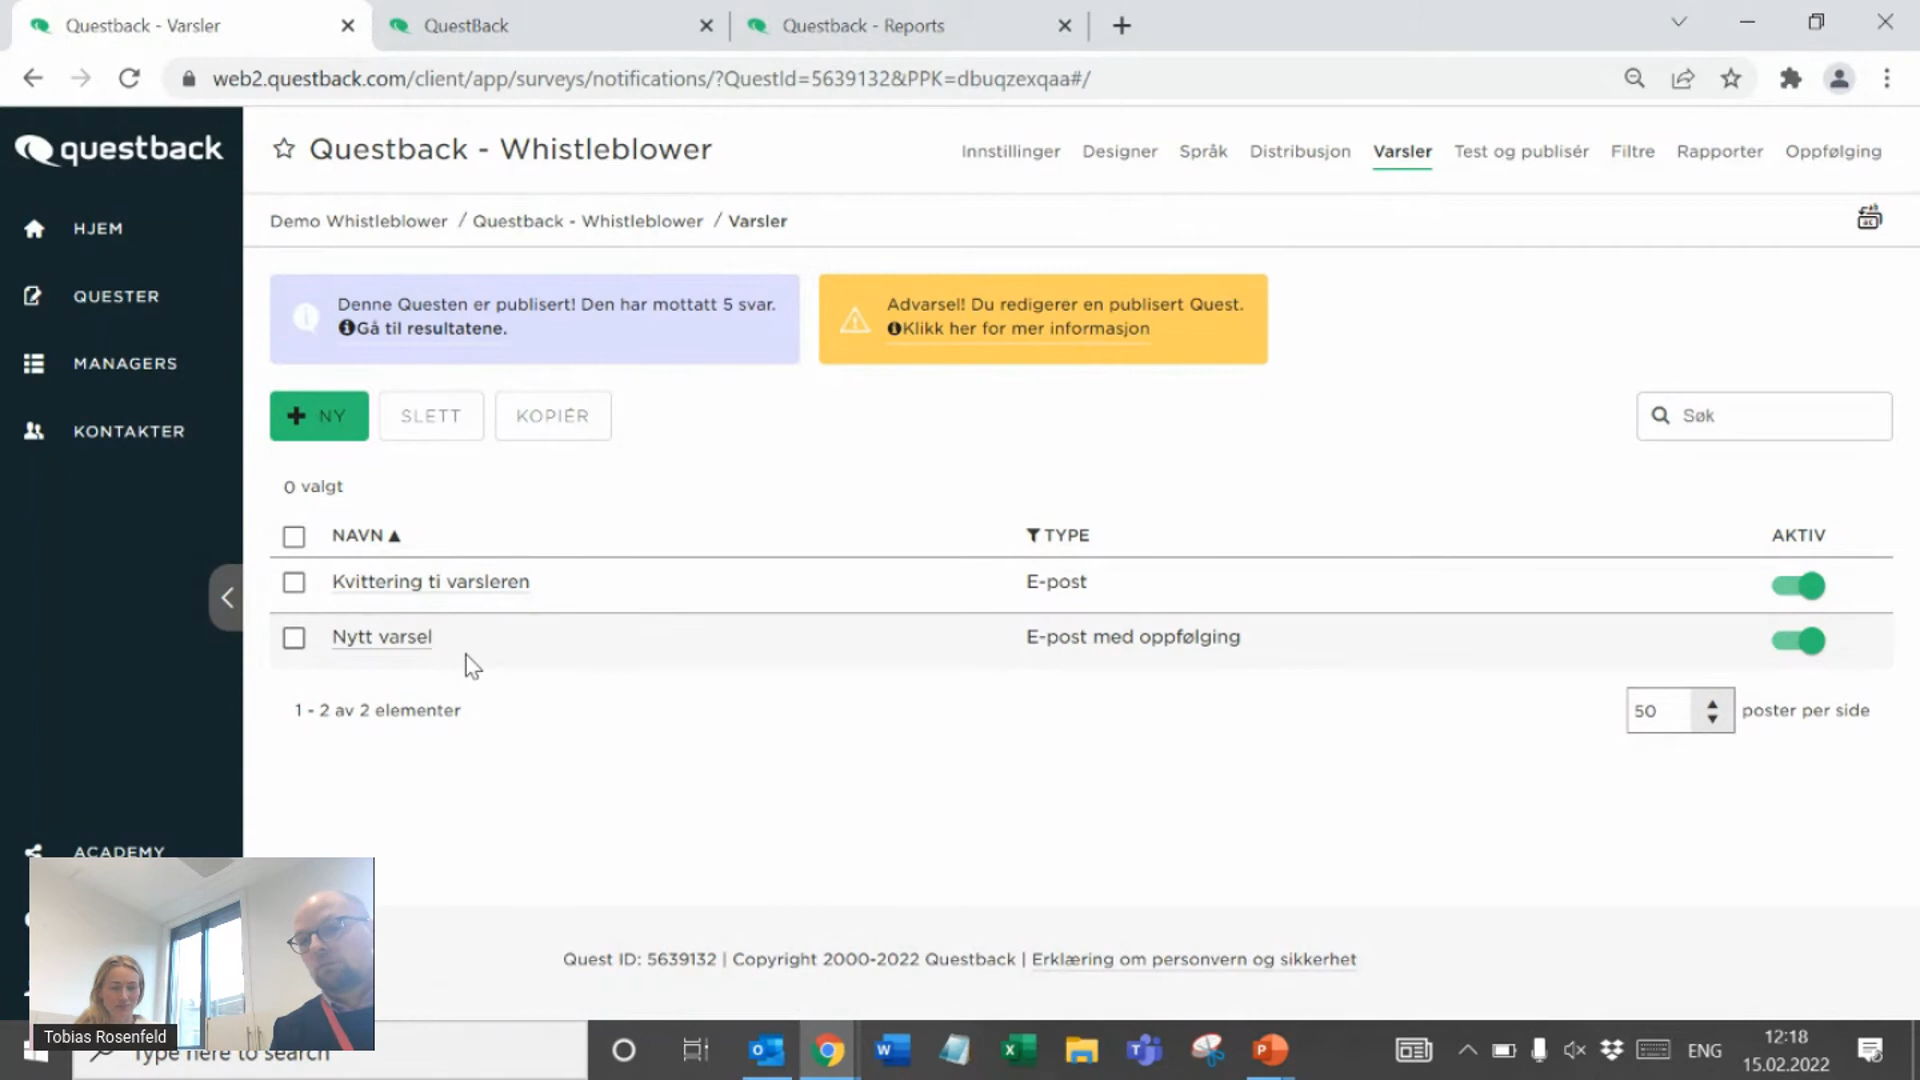 Questback - Varsler
QuestBack
Questback - Reports
web2.questback.com/client/app/surveys/notifications/?QuestId=5639132&PPK=dbuqzexqaa#/
questback
Questback - Whistleblower
Innstillinger
Designer
Språk
Distribusjon
Varsler
Test og publisér
Filtre
Rapporter
Oppfølging
Demo Whistleblower / Questback - Whistleblower / Varsler
HJEM
QUESTER
MANAGERS
KONTAKTER
ACADEMY
Denne Questen er publisert! Den har mottatt 5 svar.
Gå til resultatene.
Advarsel! Du redigerer en publisert Quest.
Klikk her for mer informasjon
NY
SLETT
KOPIÉR
Søk
0 valgt
NAVN
TYPE
AKTIV
Kvittering ti varsleren
E-post
Nytt varsel
E-post med oppfølging
1 - 2 av 2 elementer
50
poster per side
Quest ID: 5639132 | Copyright 2000-2022 Questback | Erklæring om personvern og sikkerhet
Tobias Rosenfeld
Type here to search
ENG
12:18
15.02.2022